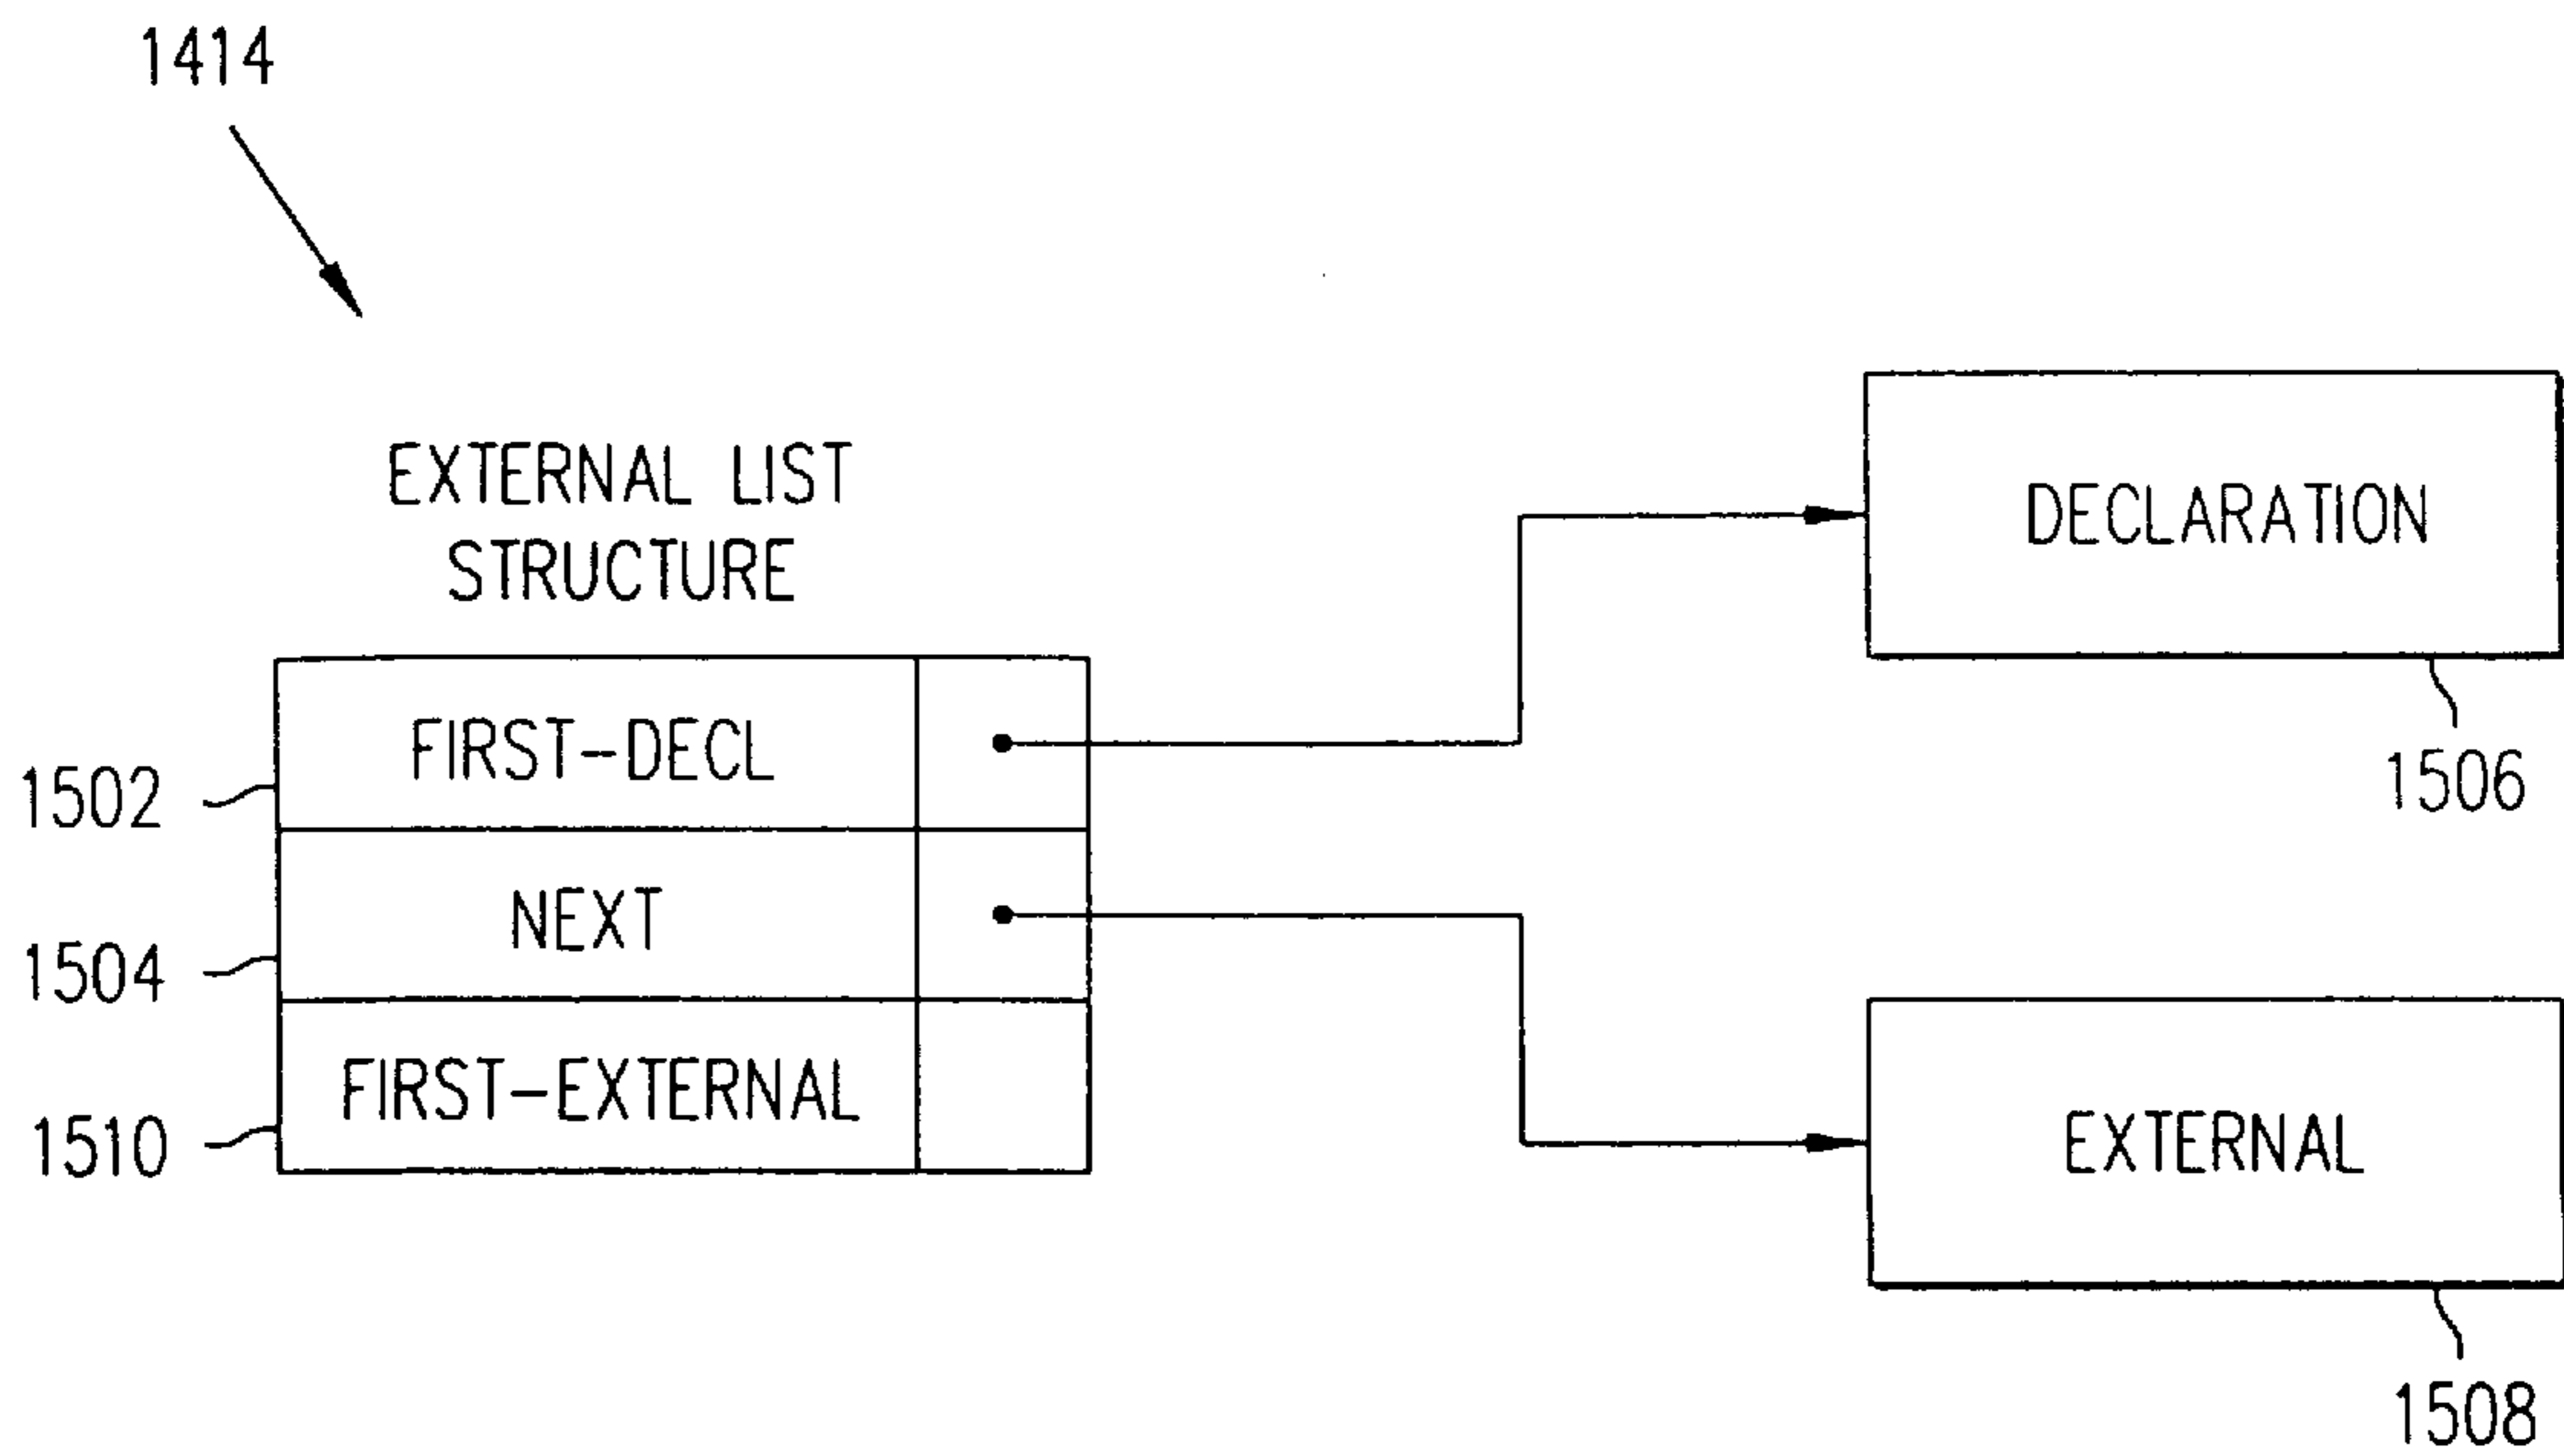 1414
EXTERNAL LIST
STRUCTURE
DECLARATION
1506
FIRST-DECL
1502
NEXT
1504
FIRST-EXTERNAL
1510
EXTERNAL
1508